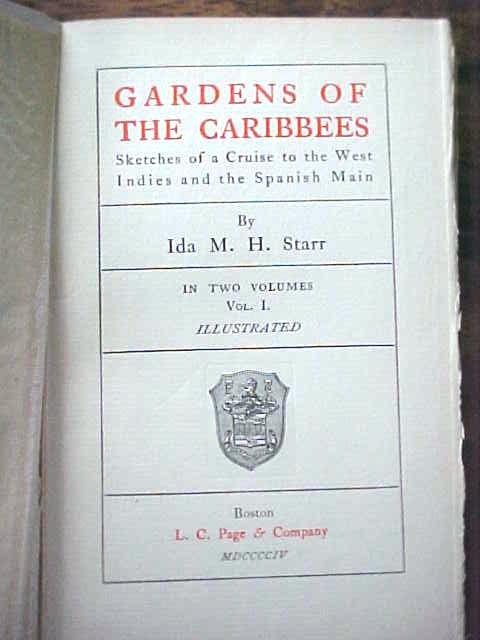 GARDENS OF
THE CARIBBEES
Sketches of a Cruise to the West
Indies and the Spanish Main
By
Ida M. H. Starr
IN TWO VOLUMES
VOL. I.
ILLUSTRATED
Boston
L. C. Page & Company
MDCCCCIV